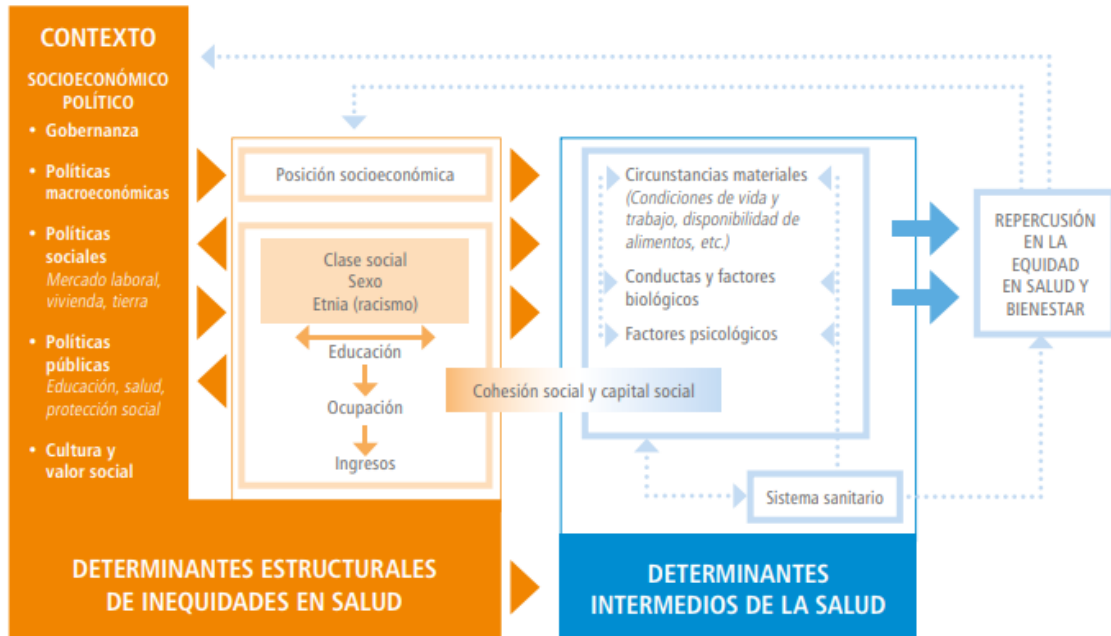 CONTEXTO
SOCIOECONÓMICO
POLÍTICO
• Gobernanza
• Políticas
macroeconómicas
• Políticas
sociales
Mercado laboral,
vivienda, tierra
• Políticas
públicas
Educación, salud,
protección social
• Cultura y
valor social
Posición socioeconómica
Clase social
Sexo
Etnia (racismo)
Educación
Ocupación
Ingresos
Cohesión social y capital social
Circunstancias materiales
(Condiciones de vida y
trabajo, disponibilidad de
alimentos, etc.)
Conductas y factores
biológicos
Factores psicológicos
Sistema sanitario
REPERCUSIÓN
EN LA
EQUIDAD
EN SALUD Y
BIENESTAR
DETERMINANTES ESTRUCTURALES
DE INEQUIDADES EN SALUD
DETERMINANTES
INTERMEDIOS DE LA SALUD